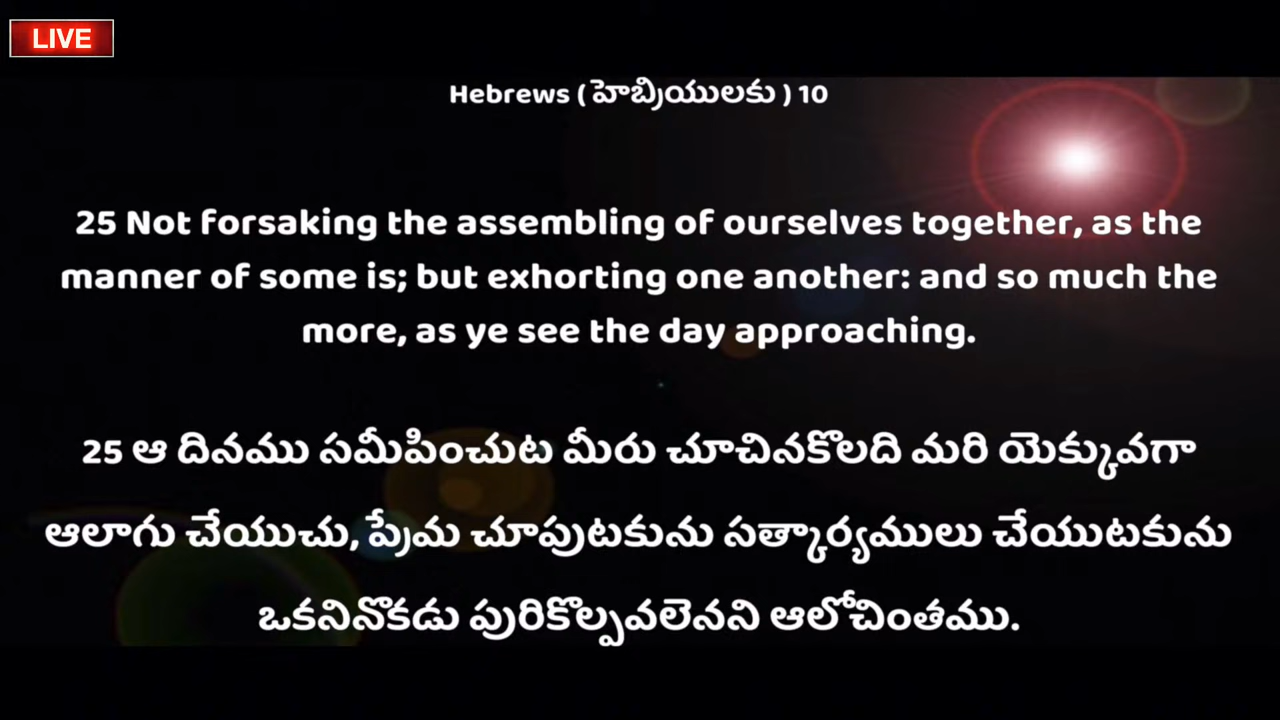 LIVE
Hebrews ( హెబ్రియులకు ) 10
25 Not forsaking the assembling of ourselves together, as the
manner of some is; but exhorting one another: and so much the
more, as ye see the day approaching.
25 ఆ దినము సమీపించుట మీరు చూచినకొలది మరి యెక్కువగా
ఆలాగు చేయుచు, ప్రేమ చూపుటకును సత్కార్యములు చేయుటకును
ఒకనినొకడు పురికొల్పవలెనని ఆలోచింతము.